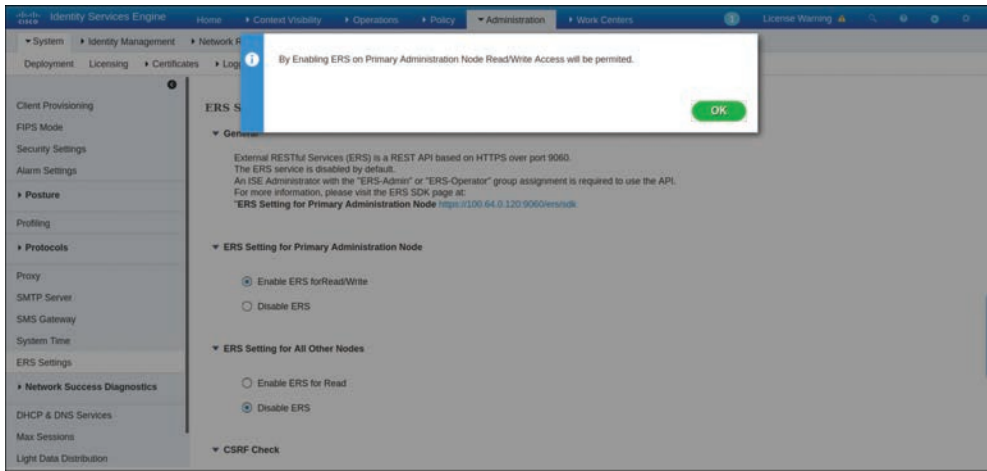 cisco Identity Services Engine
Home
Context Visibility
Operations
Policy
Administration
Work Centers
License Warning
System
Identity Management
Network R
Deployment
Licensing
Certificates
Log
By Enabling ERS on Primary Administration Node Read/Write Access will be permited.
OK
Client Provisioning
FIPS Mode
Security Settings
Alarm Settings
Posture
Profiling
Protocols
Proxy
SMTP Server
SMS Gateway
System Time
ERS Settings
Network Success Diagnostics
DHCP & DNS Services
Max Sessions
Light Data Distribution
ERS S
General
External RESTful Services (ERS) is a REST API based on HTTPS over port 9060.
The ERS service is disabled by default.
An ISE Administrator with the "ERS-Admin" or "ERS-Operator" group assignment is required to use the API.
For more information, please visit the ERS SDK page at:
"ERS Setting for Primary Administration Node https://100.64.0.120:9060/ers/sdk
ERS Setting for Primary Administration Node
Enable ERS forRead/Write
Disable ERS
ERS Setting for All Other Nodes
Enable ERS for Read
Disable ERS
CSRF Check